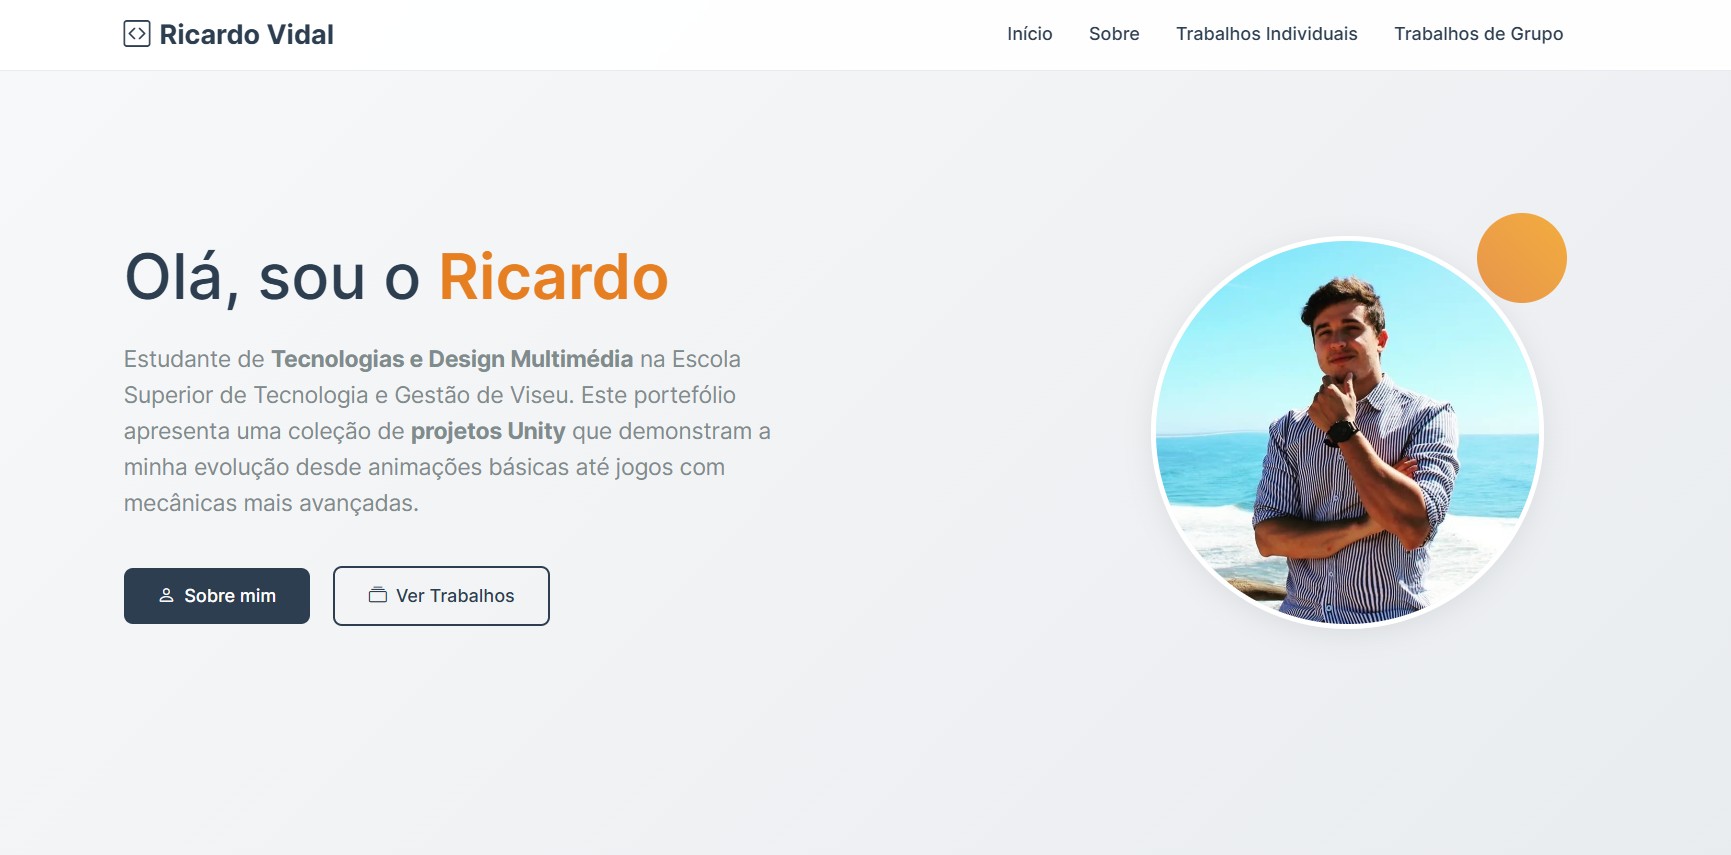 Ricardo Vidal
Início Sobre Trabalhos Individuais Trabalhos de Grupo
Olá, sou o Ricardo
Estudante de Tecnologias e Design Multimédia na Escola
Superior de Tecnologia e Gestão de Viseu. Este portefólio
apresenta uma coleção de projetos Unity que demonstram a
minha evolução desde animações básicas até jogos com
mecânicas mais avançadas.
Sobre mim
Ver Trabalhos